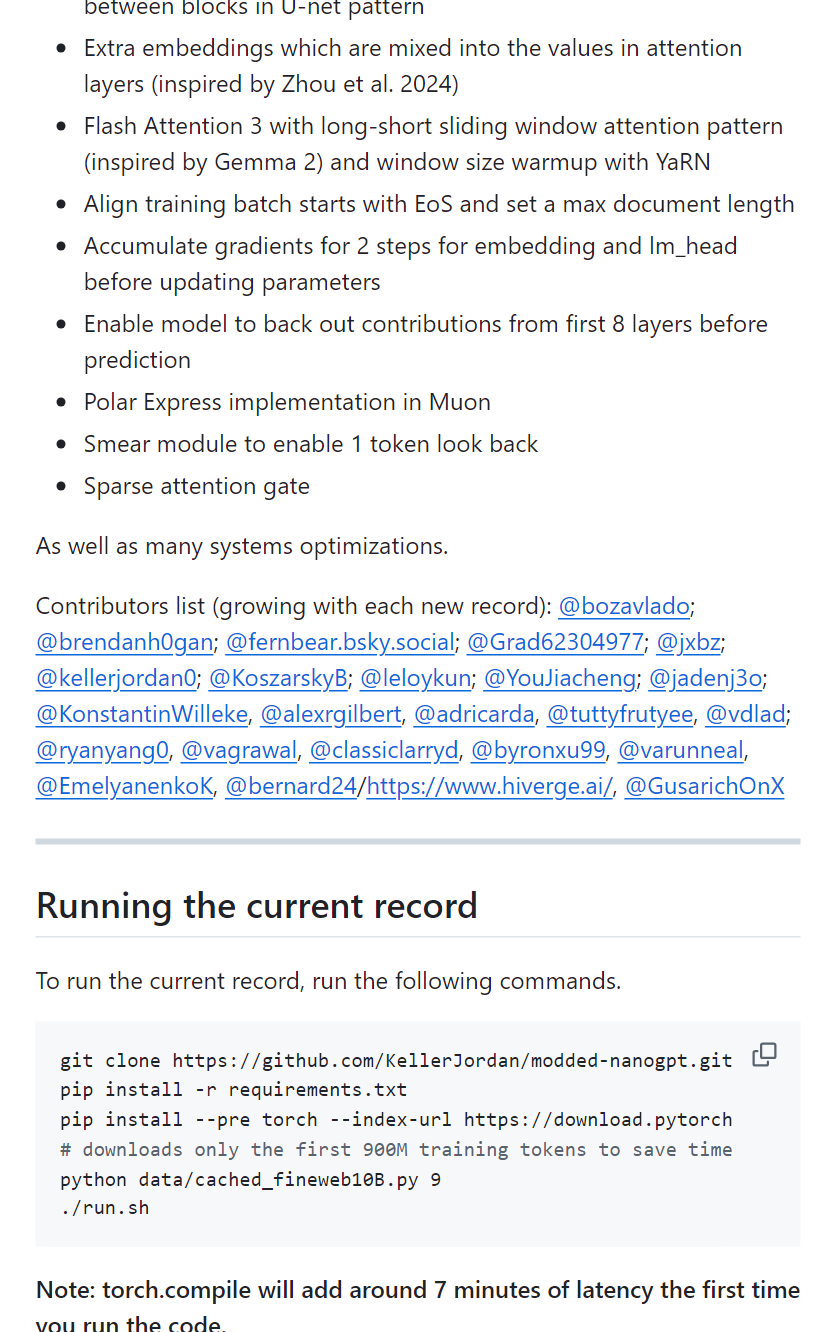 between blocks in U-net pattern
Extra embeddings which are mixed into the values in attention
layers (inspired by Zhou et al. 2024)
Flash Attention 3 with long-short sliding window attention pattern
(inspired by Gemma 2) and window size warmup with YaRN
Align training batch starts with EoS and set a max document length
Accumulate gradients for 2 steps for embedding and lm_head
before updating parameters
Enable model to back out contributions from first 8 layers before
prediction
Polar Express implementation in Muon
Smear module to enable 1 token look back
Sparse attention gate
As well as many systems optimizations.
Contributors list (growing with each new record): @bozavlado;
@brendanh0gan; @fernbear.bsky.social; @Grad62304977; @jxbz;
@kellerjordan0; @KoszarskyB; @leloykun; @YouJiacheng; @jadenj3o;
@KonstantinWilleke, @alexrgilbert, @adricarda, @tuttyfrutyee, @vdlad;
@ryanyang0, @vagrawal, @classiclarryd, @byronxu99, @varunneal,
@EmelyanenkoK, @bernard24/https://www.hiverge.ai/, @GusarichOnX
Running the current record
To run the current record, run the following commands.
git clone https://github.com/KellerJordan/modded-nanogpt.git
pip install -r requirements.txt
pip install --pre torch --index-url https://download.pytorch
# downloads only the first 900M training tokens to save time
python data/cached_fineweb10B.py 9
./run.sh
Note: torch.compile will add around 7 minutes of latency the first time
you run the code.